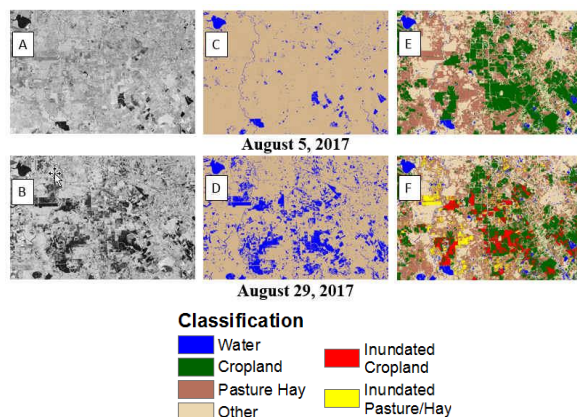 A
C
E
August 5, 2017
B
D
F
August 29, 2017
Classification
Water
Cropland
Pasture Hay
Other
Inundated
Cropland
Inundated
Pasture/Hay